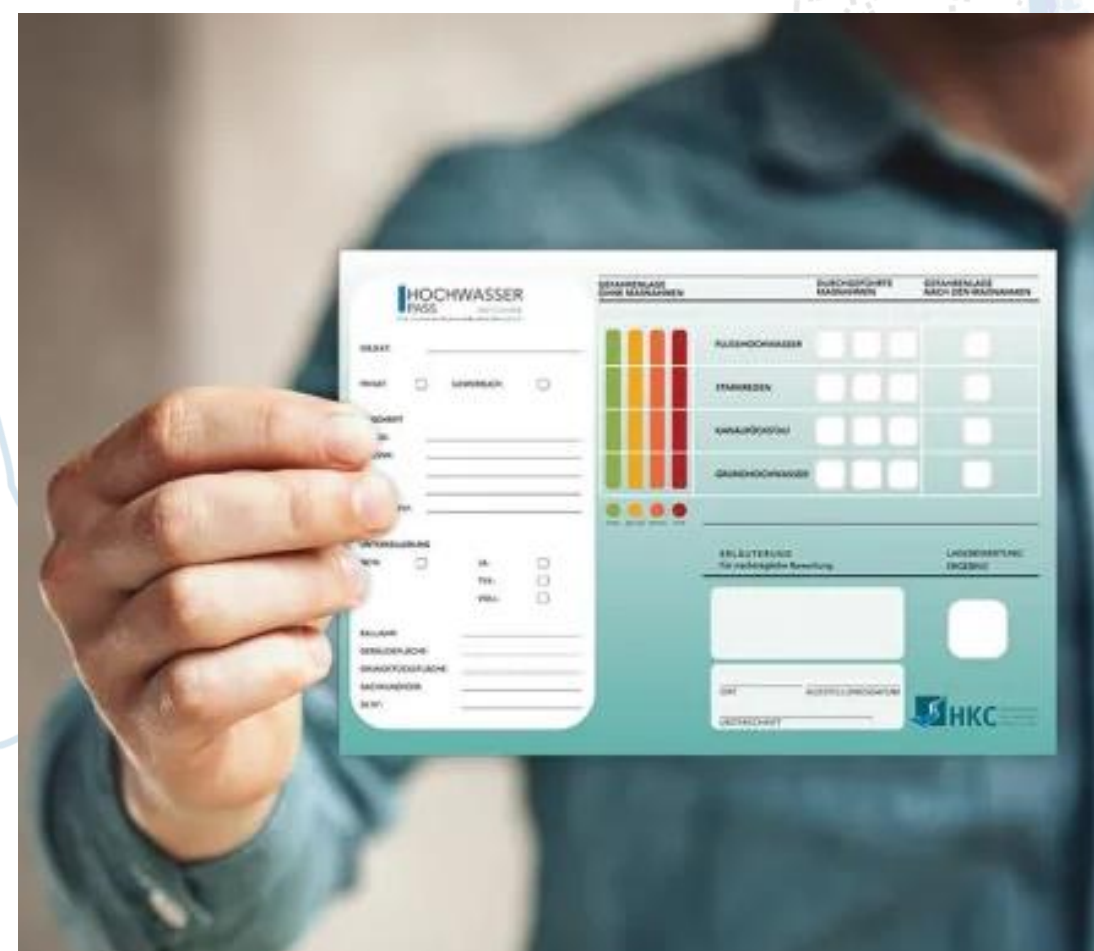 HOCHWASSER
PASS
OBJEKT:
PRIVAT: GEWERBLICH:
UNTERKELLERUNG
NEIN: JA:
TEIL:
VOLL:
BAUJAHR:
GEBÄUDEFLÄCHE:
GRUNDSTÜCKSFLÄCHE:
SACHKUNDIGER:
GEFAHRENLAGE
OHNE MASSNAHMEN
DURCHGEFÜHRTE
MASSNAHMEN
GEFAHRENLAGE
NACH DEN MASSNAHMEN
FLUSSHOCHWASSER
STARKREGEN
KANALRÜCKSTAU
GRUNDHOCHWASSER
ERLÄUTERUNG
für nachträgliche Bewertung
LAGEBEWERTUNG
ERGEBNIS
ORT AUSSTELLUNGSDATUM
UNTERSCHRIFT
HKC